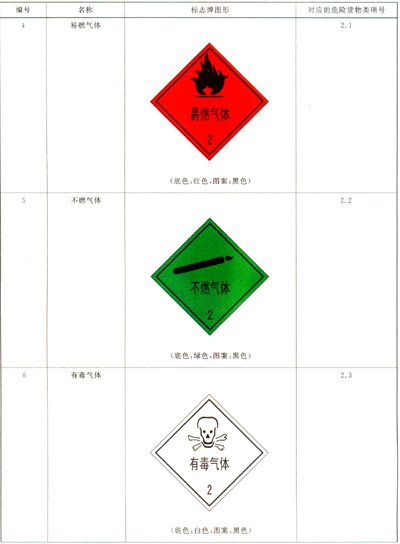 编号 名称 标志牌图形 对应的危险货物类项号
4 易燃气体 2.1
易燃气体
2
(底色:红色,图案:黑色)
5 不燃气体 2.2
不燃气体
2
(底色:绿色,图案:黑色)
6 有毒气体 2.3
有毒气体
2
(底色:白色,图案:黑色)